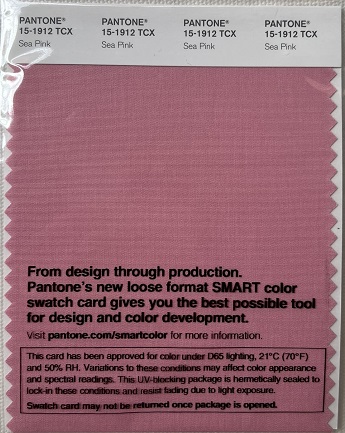 PANTONE® PANTONE® PANTONE® PANTONE®
15-1912 TCX 15-1912 TCX 15-1912 TCX 15-1912 TCX
Sea Pink Sea Pink Sea Pink Sea Pink
From design through production.
Pantone's new loose format SMART color
swatch card gives you the best possible tool
for design and color development.
Visit pantone.com/smartcolor for more information.
This card has been approved for color under D65 lighting, 21°C (70°F)
and 50% RH. Variations to these conditions may affect color appearance
and spectral readings. This UV-blocking package is hermetically sealed to
lock-in these conditions and resist fading due to light exposure.
Swatch card may not be returned once package is opened.